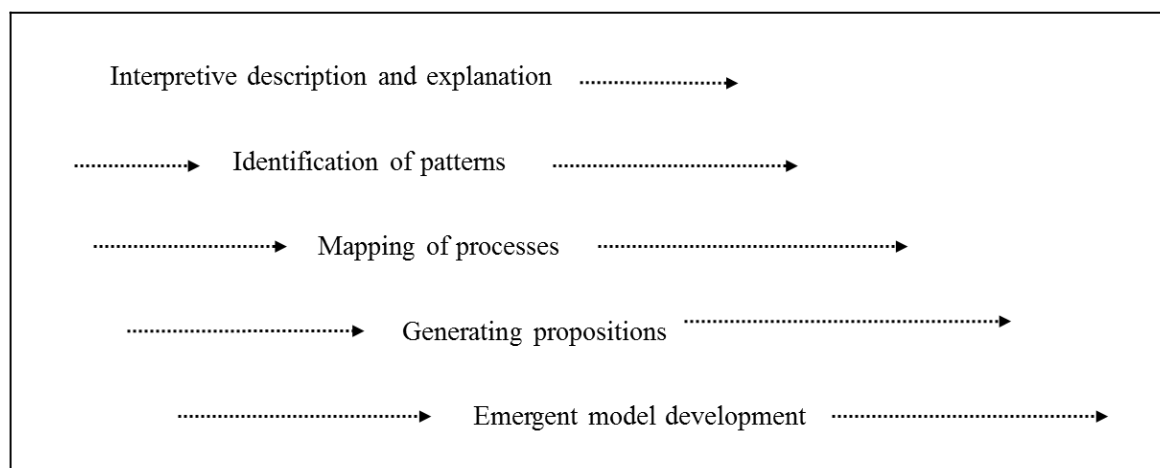 Interpretive description and explanation
Identification of patterns
Mapping of processes
Generating propositions
Emergent model development